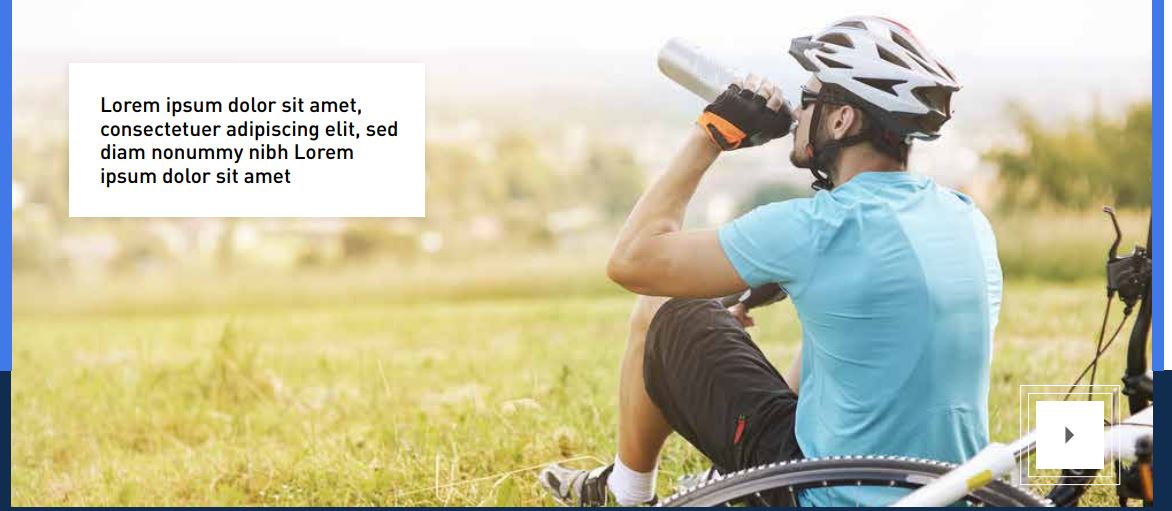 Lorem ipsum dolor sit amet,
consectetuer adipiscing elit, sed
diam nonummy nibh Lorem
ipsum dolor sit amet